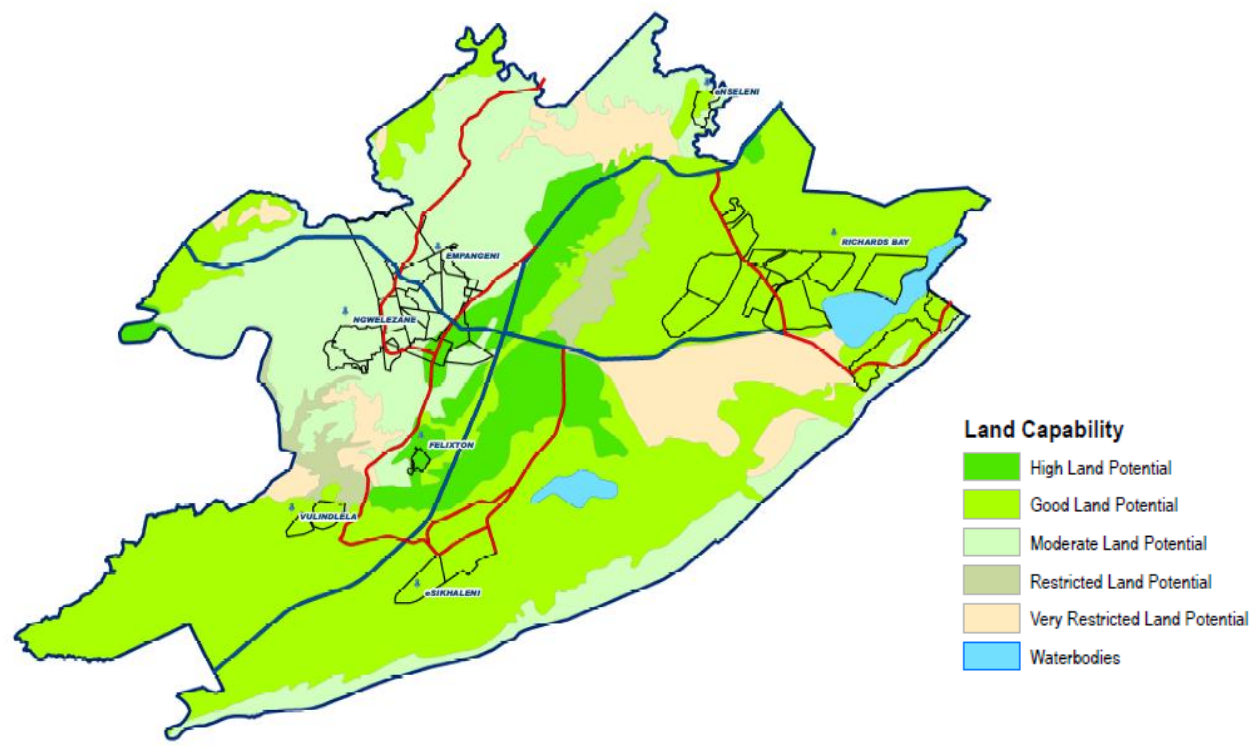 eNSELENI
RICHARDS BAY
EMPANGENI
NGWELEZANE
FELIXTON
VULINDLELA
eSIKHALENI
Land Capability
High Land Potential
Good Land Potential
Moderate Land Potential
Restricted Land Potential
Very Restricted Land Potential
Waterbodies